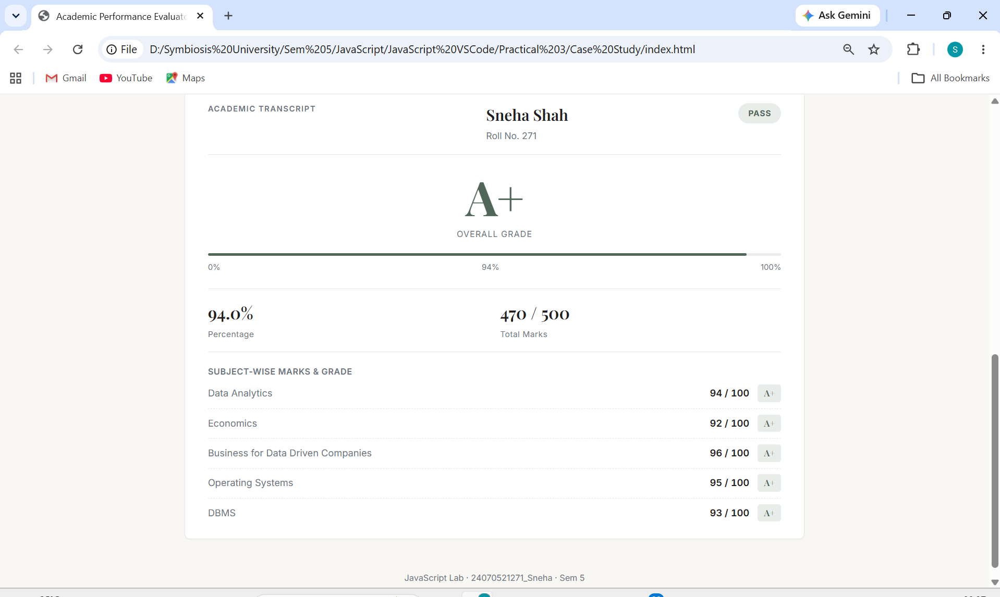 Academic Performance Evaluato
Ask Gemini
File
D:/Symbiosis%20University/Sem%205/JavaScript/JavaScript%20VSCode/Practical%203/Case%20Study/index.html
S
Gmail
YouTube
Maps
All Bookmarks
ACADEMIC TRANSCRIPT
Sneha Shah
PASS
Roll No. 271
A+
OVERALL GRADE
0%
94%
100%
94.0%
470 / 500
Percentage
Total Marks
SUBJECT-WISE MARKS & GRADE
Data Analytics 94 / 100 A+
Economics 92 / 100 A+
Business for Data Driven Companies 96 / 100 A+
Operating Systems 95 / 100 A+
DBMS 93 / 100 A+
JavaScript Lab · 24070521271_Sneha · Sem 5